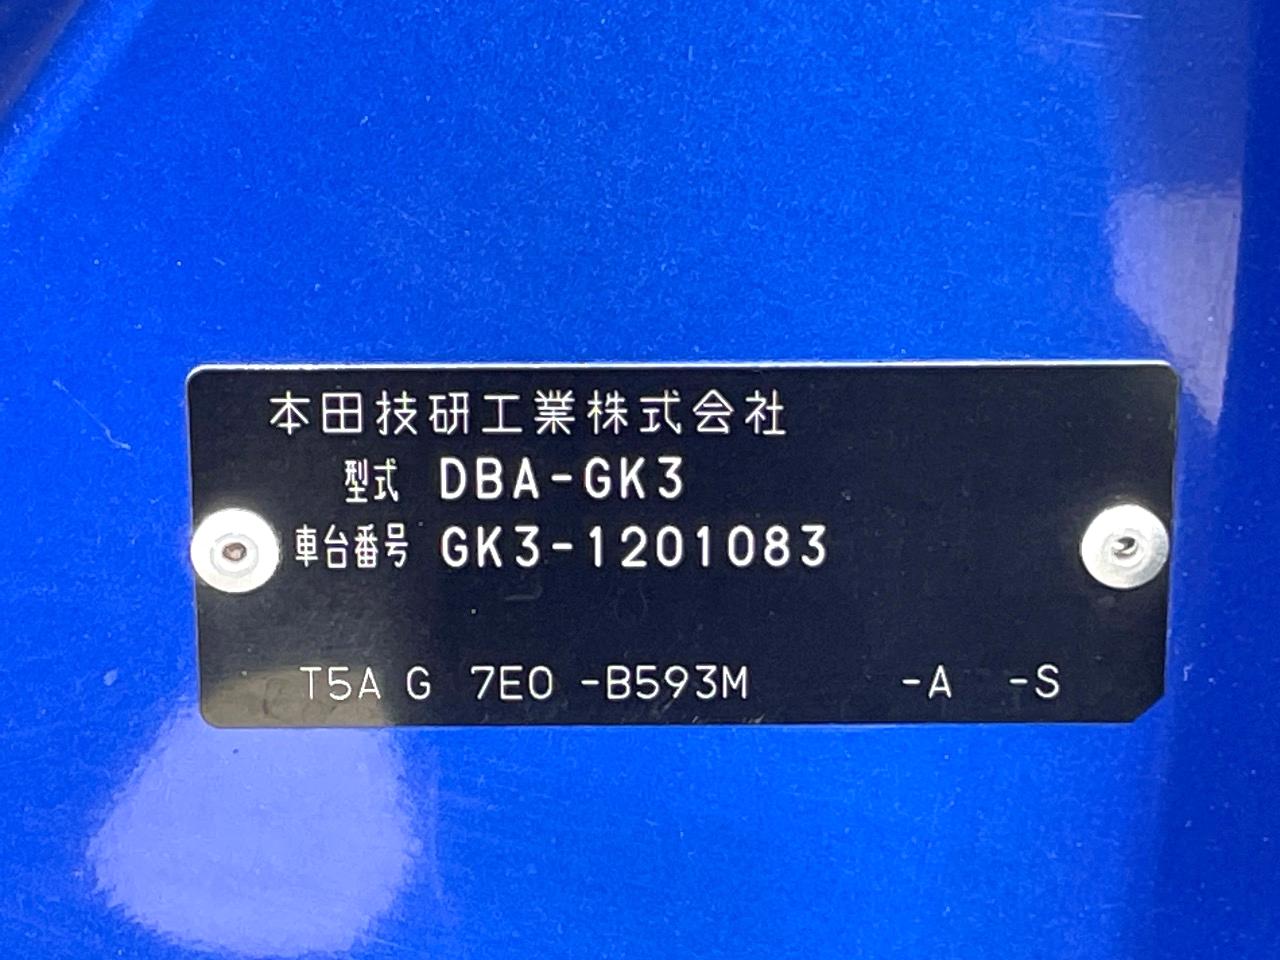 本田技研工業株式会社
型式 DBA-GK3
車台番号 GK3-1201083
T5A G 7E0 -B593M -A -S